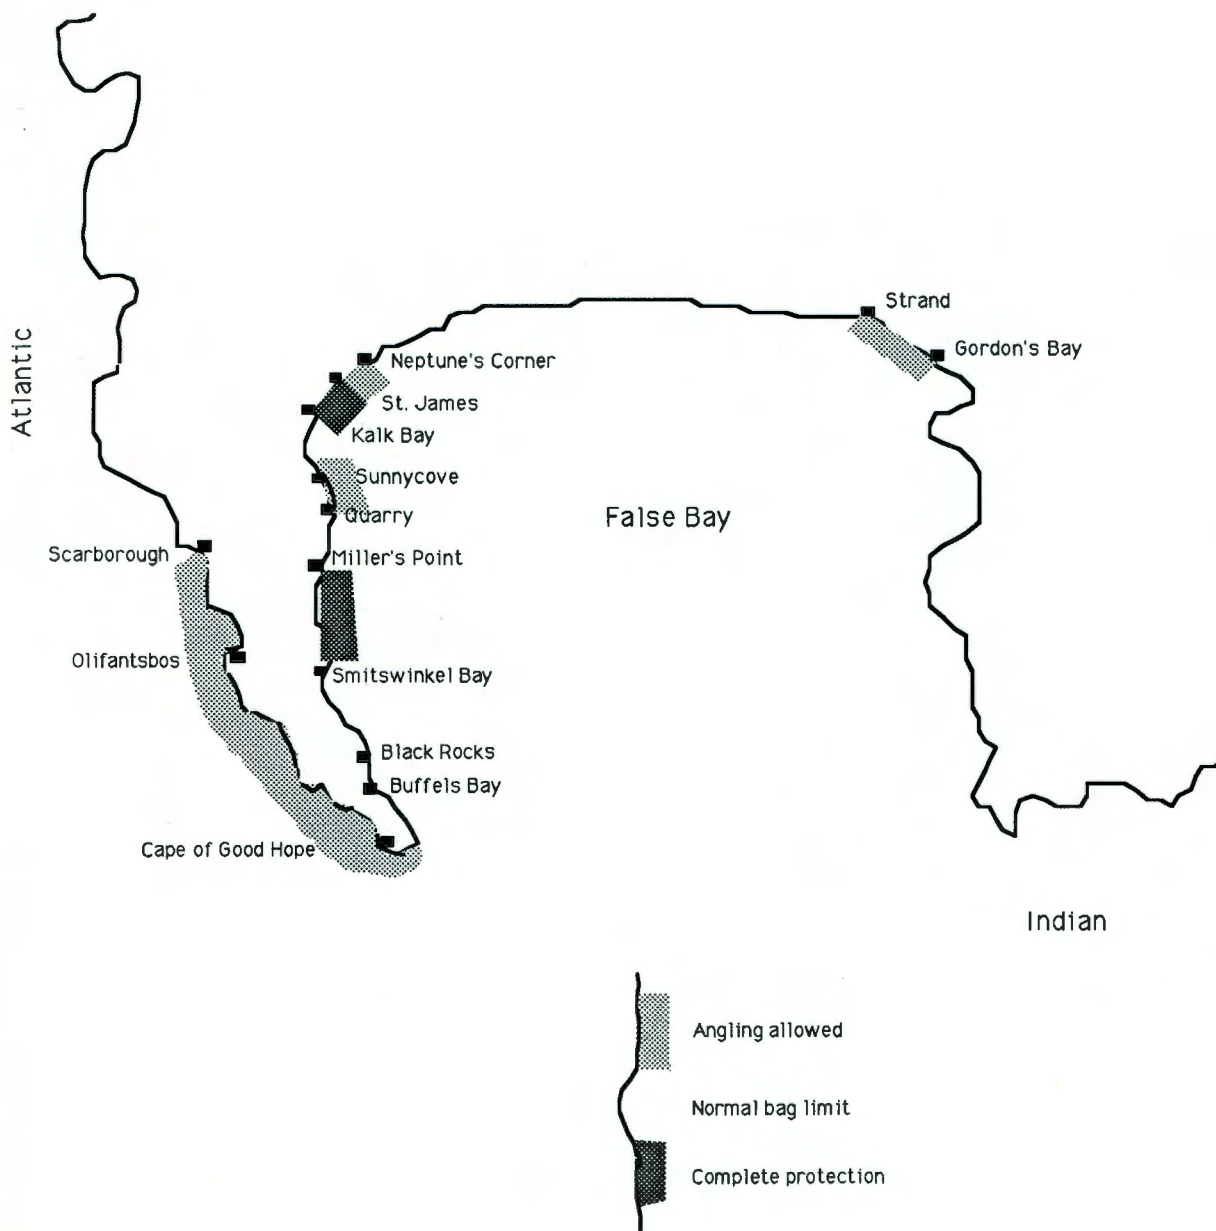 Atlantic
Strand
Gordon's Bay
Neptune's Corner
St. James
Kalk Bay
Sunnycove
Quarry
False Bay
Scarborough
Miller's Point
Olifantsbos
Smitswinkel Bay
Black Rocks
Buffels Bay
Cape of Good Hope
Indian
Angling allowed
Normal bag limit
Complete protection